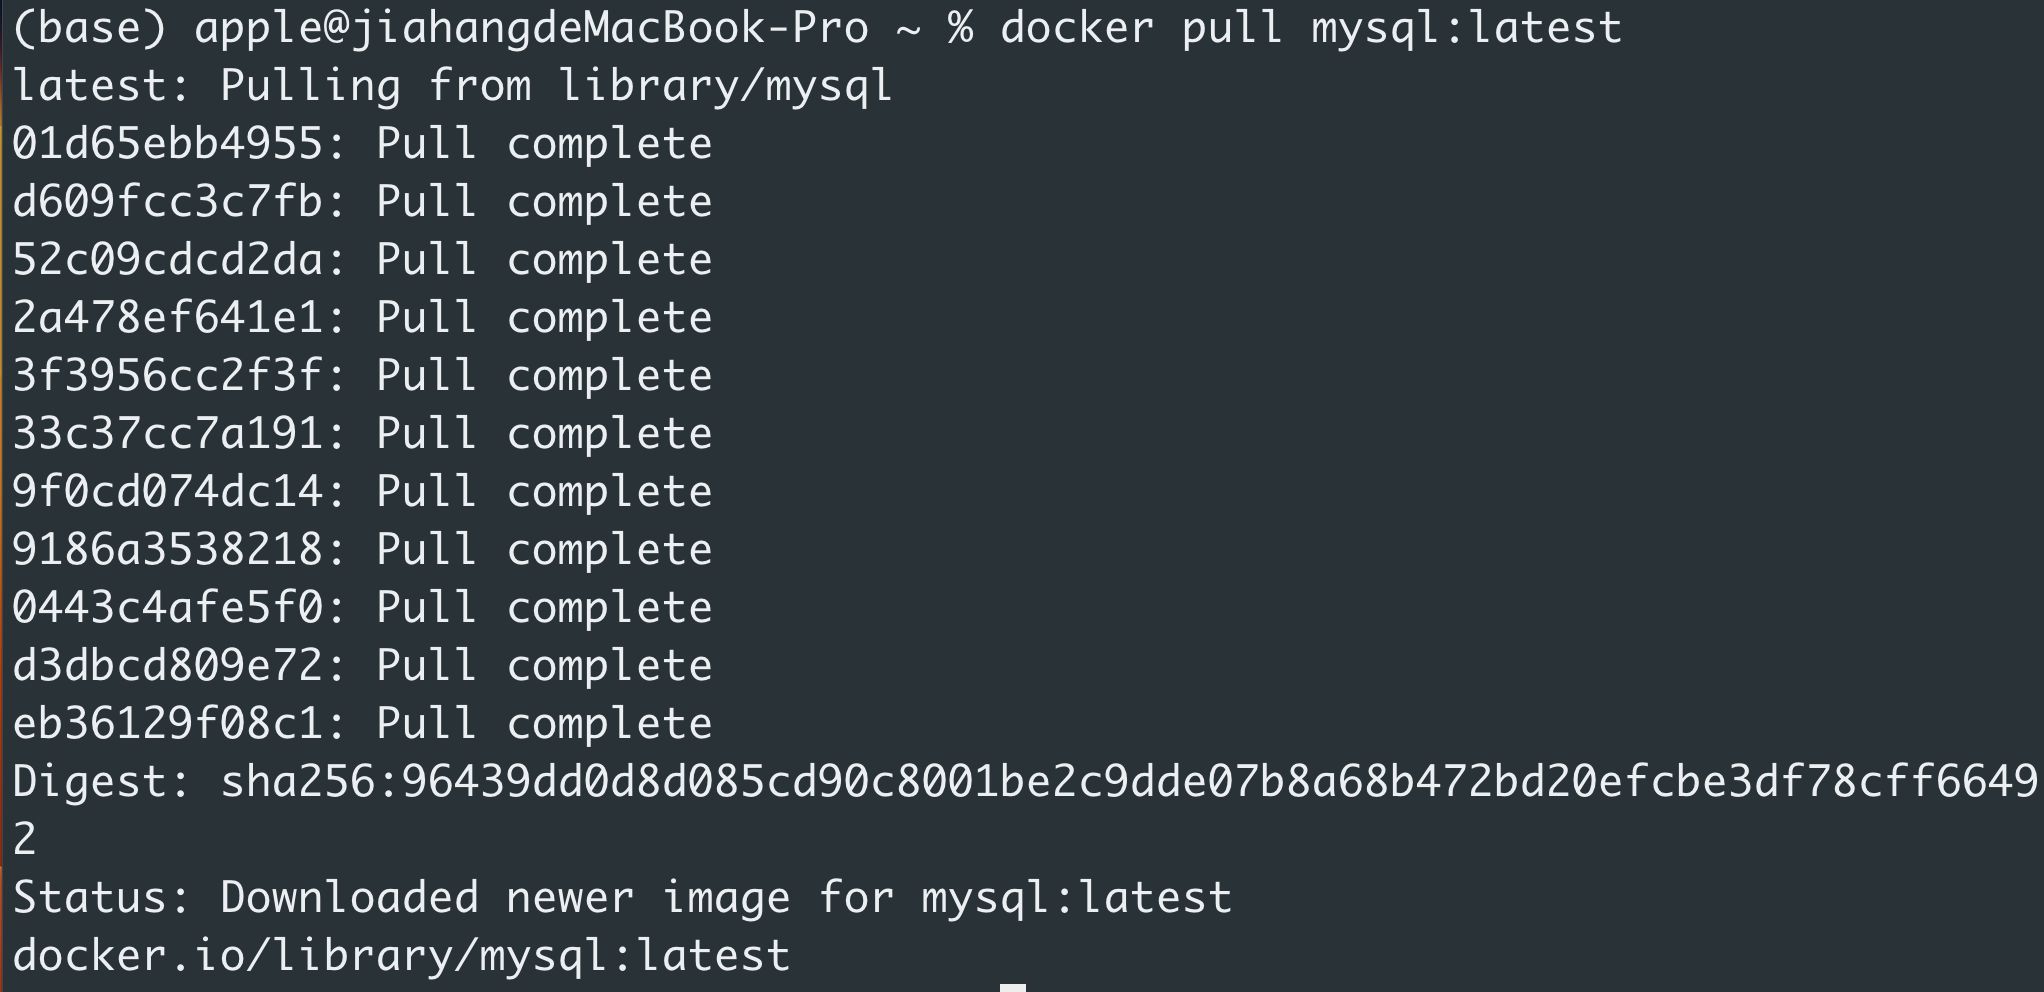 (base) apple@jiahangdeMacBook-Pro ~ % docker pull mysql:latest
latest: Pulling from library/mysql
01d65ebb4955: Pull complete
d609fcc3c7fb: Pull complete
52c09cdcd2da: Pull complete
2a478ef641e1: Pull complete
3f3956cc2f3f: Pull complete
33c37cc7a191: Pull complete
9f0cd074dc14: Pull complete
9186a3538218: Pull complete
0443c4afe5f0: Pull complete
d3dbcd809e72: Pull complete
eb36129f08c1: Pull complete
Digest: sha256:96439dd0d8d085cd90c8001be2c9dde07b8a68b472bd20efcbe3df78cff6649
2
Status: Downloaded newer image for mysql:latest
docker.io/library/mysql:latest